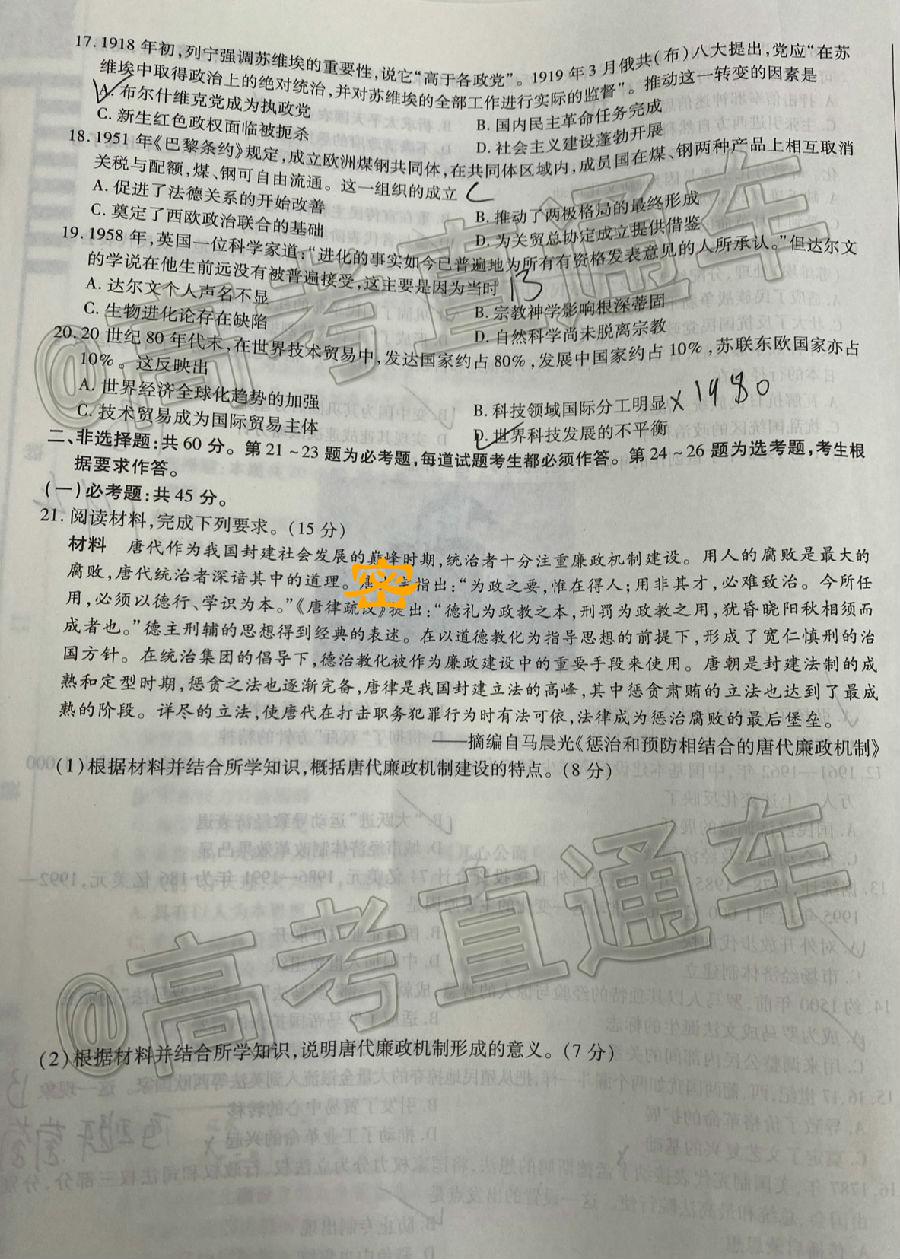 17.1918 年初,列宁强调苏维埃的重要性,说它“高于各政党”。1919 年 3 月俄共(布)八大提出,党应“在苏
维埃中取得政治上的绝对统治,并对苏维埃的全部工作进行实际的监督”。推动这一转变的因素是
A.布尔什维克党成为执政党
B.国内民主革命任务完成
C.新生红色政权面临被扼杀
D.社会主义建设蓬勃开展
18.1951 年《巴黎条约》规定,成立欧洲煤钢共同体,在共同体区域内,成员国在煤、钢两种产品上相互取消
关税与配额,煤、钢可自由流通。这一组织的成立 C
A.促进了法德关系的开始改善
B.推动了两极格局的最终形成
C.奠定了西欧政治联合的基础
D.为关贸总协定成立提供借鉴
19.1958 年,英国一位科学家道:“进化的事实如今已普遍地为所有有资格发表意见的人所承认。”但达尔文
的学说在他生前远没有被普遍接受,这主要是因为当时 B
A.达尔文个人声名不显
B.宗教神学影响根深蒂固
C.生物进化论存在缺陷
D.自然科学尚未脱离宗教
20.20 世纪 80 年代末,在世界技术贸易中,发达国家约占 80%,发展中国家约占 10%,苏联东欧国家亦占
10%。这反映出
A.世界经济全球化趋势的加强
B.科技领域国际分工明显 x 1980
C.技术贸易成为国际贸易主体
D.世界科技发展的不平衡
二、非选择题:共 60 分。第 21~23 题为必考题,每道试题考生都必须作答。第 24~26 题为选考题,考生根
据要求作答。
(一)必考题:共 45 分。
21.阅读材料,完成下列要求。(15 分)
材料 唐代作为我国封建社会发展的巅峰时期,统治者十分注重廉政机制建设。用人的腐败是最大的
腐败,唐代统治者深谙其中的道理。密指出:“为政之要,惟在得人;用非其才,必难致治。今所任
用,必须以德行、学识为本。”《唐律疏议》提出:“德礼为政教之本,刑罚为政教之用,犹昏晓阳秋相须而
成者也。”德主刑辅的思想得到经典的表述。在以道德教化为指导思想的前提下,形成了宽仁慎刑的治
国方针。在统治集团的倡导下,德治教化被作为廉政建设中的重要手段来使用。唐朝是封建法制的成
熟和定型时期,惩贪之法也逐渐完备,唐律是我国封建立法的高峰,其中惩贪肃贿的立法也达到了最成
熟的阶段。详尽的立法,使唐代在打击职务犯罪行为时有法可依,法律成为惩治腐败的最后堡垒。
——摘编自马晨光《惩治和预防相结合的唐代廉政机制》
(1)根据材料并结合所学知识,概括唐代廉政机制建设的特点。(8 分)
(2)根据材料并结合所学知识,说明唐代廉政机制形成的意义。(7 分)
@高考直通车
@高考直通车